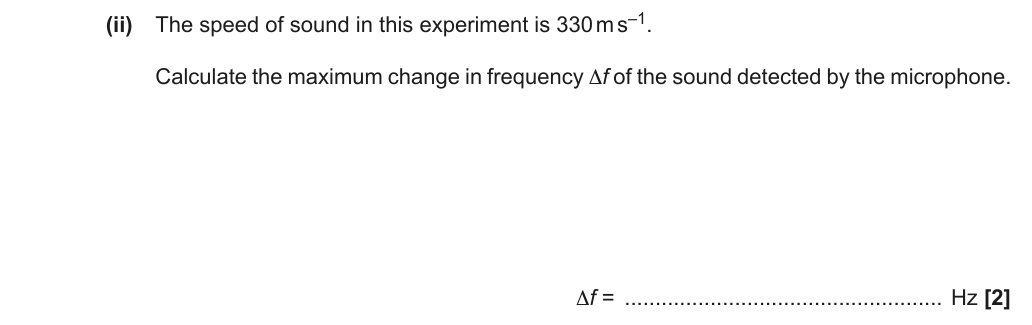 (ii) The speed of sound in this experiment is 330 m s⁻¹.
Calculate the maximum change in frequency Δf of the sound detected by the microphone.
Δf = .................................................... Hz [2]